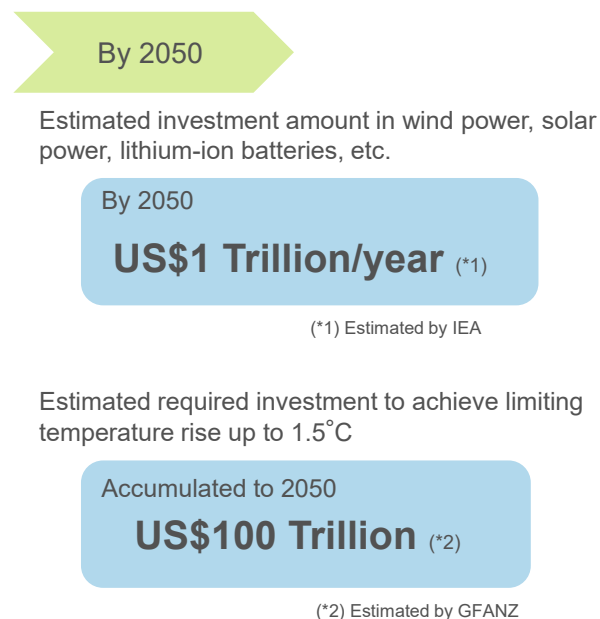 By 2050
Estimated investment amount in wind power, solar
power, lithium-ion batteries, etc.
By 2050
US$1 Trillion/year (*1)
(*1) Estimated by IEA
Estimated required investment to achieve limiting
temperature rise up to 1.5°C
Accumulated to 2050
US$100 Trillion (*2)
(*2) Estimated by GFANZ